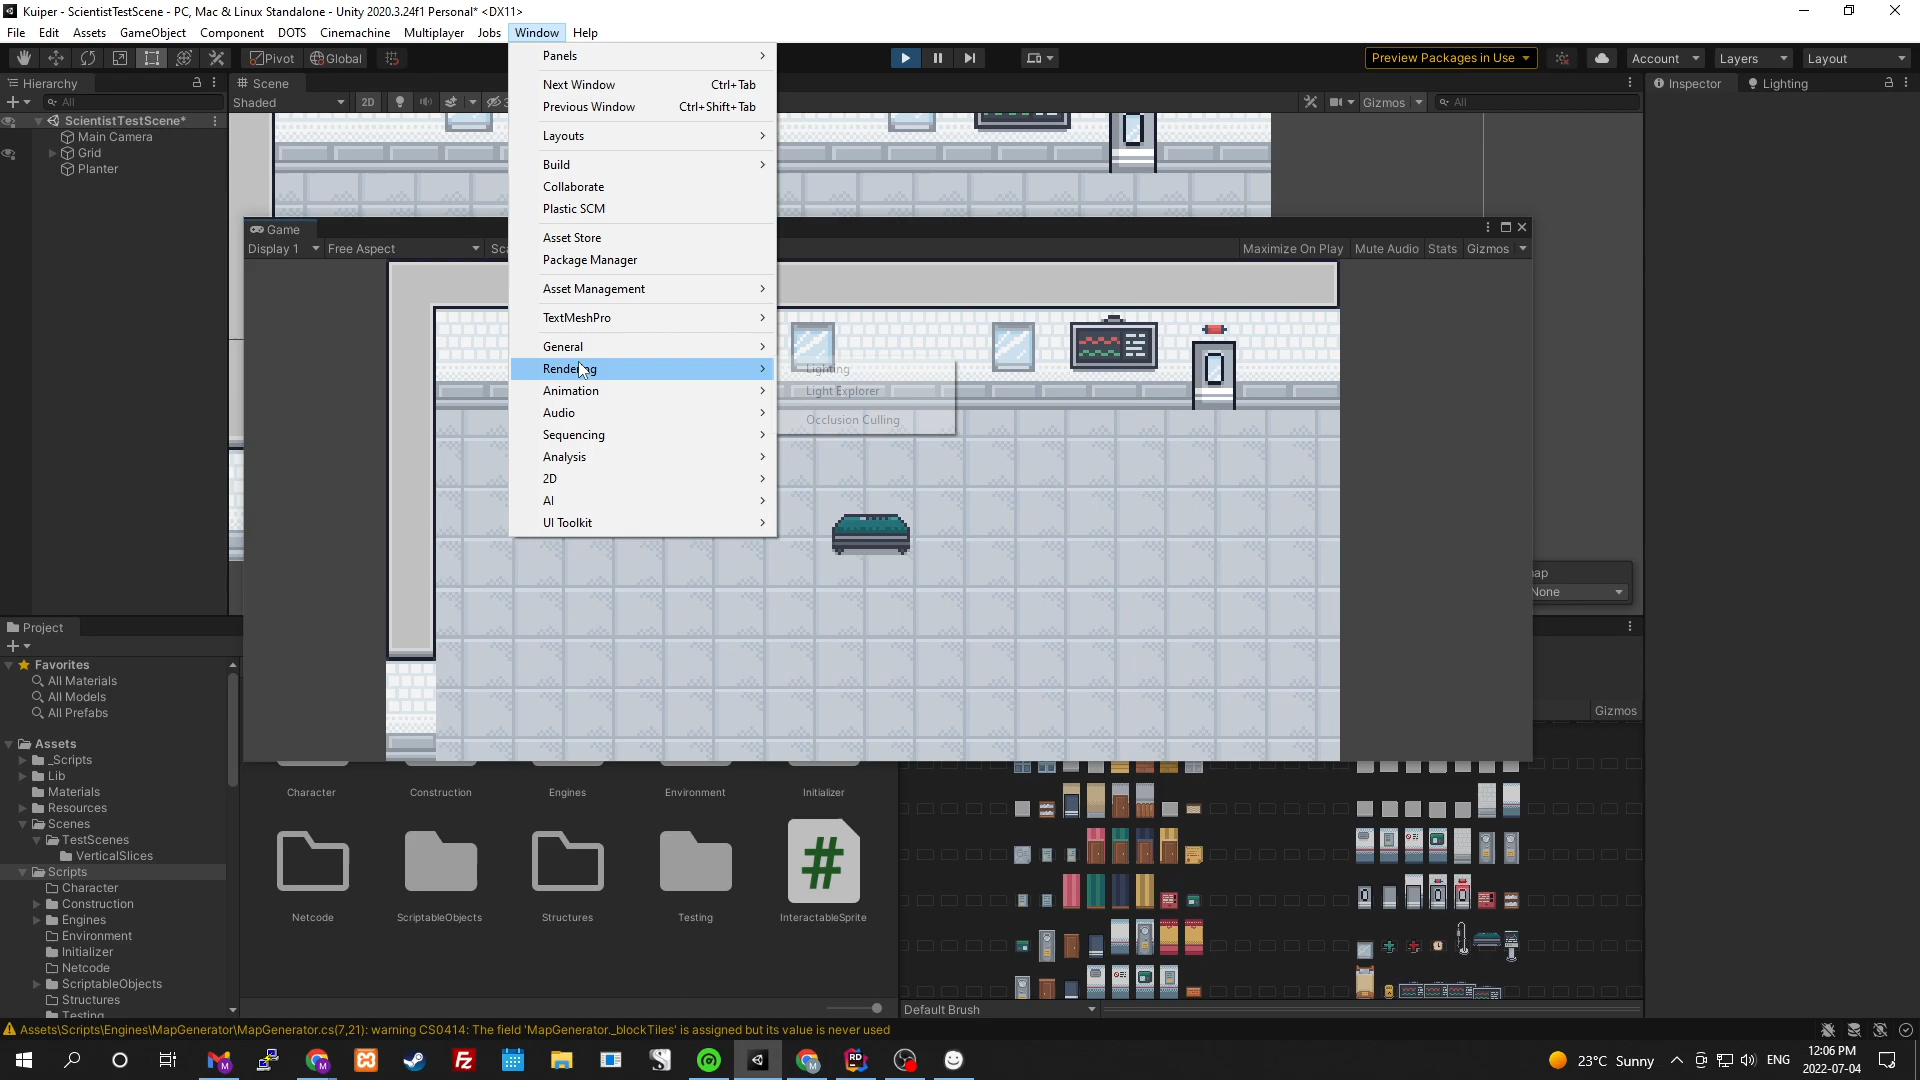 Kuiper - ScientistTestScene - PC, Mac & Linux Standalone - Unity 2020.3.24f1 Personal* <DX11>
File Edit Assets GameObject Component DOTS Cinemachine Multiplayer Jobs Window Help
Pivot Global Preview Packages in Use Account Layers Layout
Hierarchy Scene Inspector Lighting
All Shaded 2D Gizmos All
ScientistTestScene*
Main Camera
Grid
Planter
Panels
Next Window Ctrl+Tab
Previous Window Ctrl+Shift+Tab
Layouts
Build
Collaborate
Plastic SCM
Asset Store
Package Manager
Asset Management
TextMeshPro
General
Rendering
Animation
Audio
Sequencing
Analysis
2D
AI
UI Toolkit
Lighting
Light Explorer
Occlusion Culling
Game
Display 1 Free Aspect Maximize On Play Mute Audio Stats Gizmos
None
Gizmos
Project
Favorites
All Materials
All Models
All Prefabs
Assets
_Scripts
Lib
Materials
Resources
Scenes
TestScenes
VerticalSlices
Scripts
Character
Construction
Engines
Environment
Initializer
Netcode
ScriptableObjects
Structures
Testing
Character Construction Engines Environment Initializer
#
Netcode ScriptableObjects Structures Testing InteractableSprite
Default Brush
Assets\Scripts\Engines\MapGenerator\MapGenerator.cs(7,21): warning CS0414: The field 'MapGenerator._blockTiles' is assigned but its value is never used
23°C Sunny ENG 12:06 PM
2022-07-04